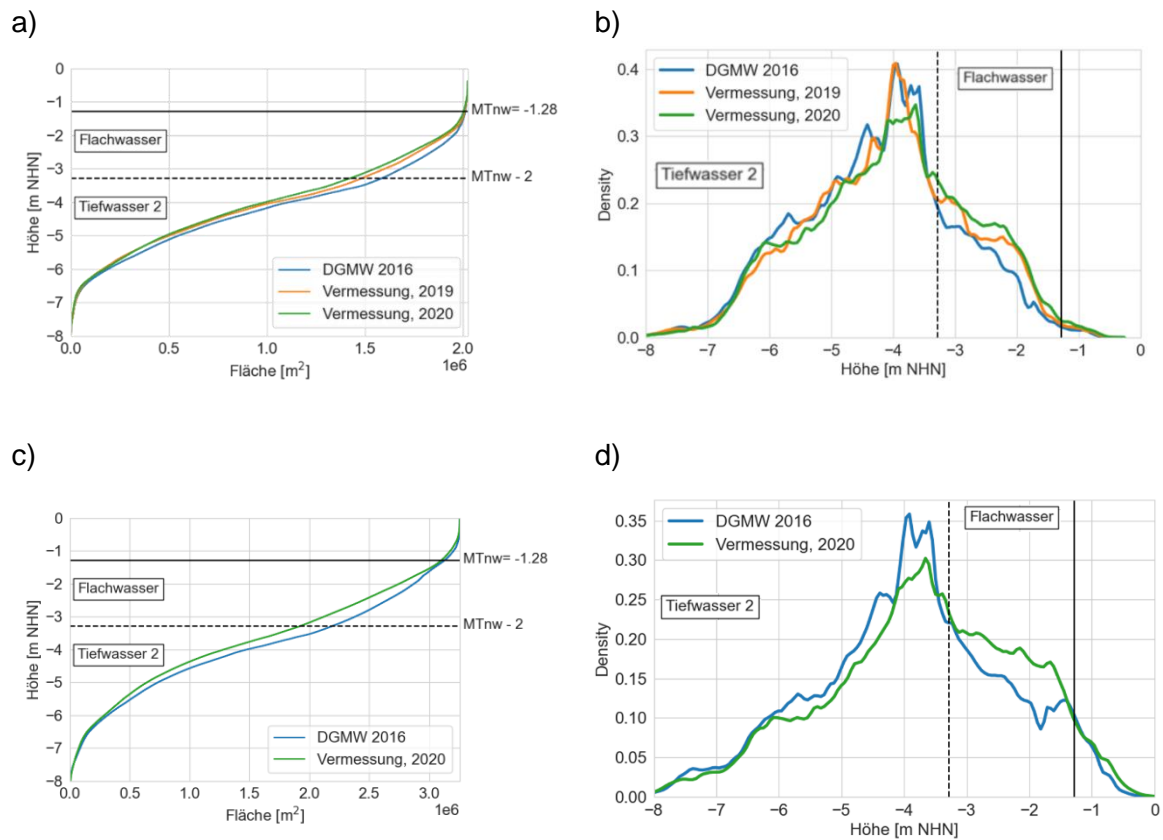 a)
0
−1
−2
−3
−4
−5
−6
−7
−8
Höhe [m NHN]
MTnw= -1.28
Flachwasser
MTnw - 2
Tiefwasser 2
DGMW 2016
Vermessung, 2019
Vermessung, 2020
0.0 0.5 1.0 1.5 2.0
1e6
Fläche [m²]
b)
0.4
0.3
0.2
0.1
0.0
Density
DGMW 2016
Vermessung, 2019
Vermessung, 2020
Flachwasser
Tiefwasser 2
−8 −7 −6 −5 −4 −3 −2 −1 0
Höhe [m NHN]
c)
0
−1
−2
−3
−4
−5
−6
−7
−8
Höhe [m NHN]
MTnw= -1.28
Flachwasser
MTnw - 2
Tiefwasser 2
DGMW 2016
Vermessung, 2020
0.0 0.5 1.0 1.5 2.0 2.5 3.0
1e6
Fläche [m²]
d)
0.35
0.30
0.25
0.20
0.15
0.10
0.05
0.00
Density
DGMW 2016
Vermessung, 2020
Flachwasser
Tiefwasser 2
−8 −7 −6 −5 −4 −3 −2 −1 0
Höhe [m NHN]